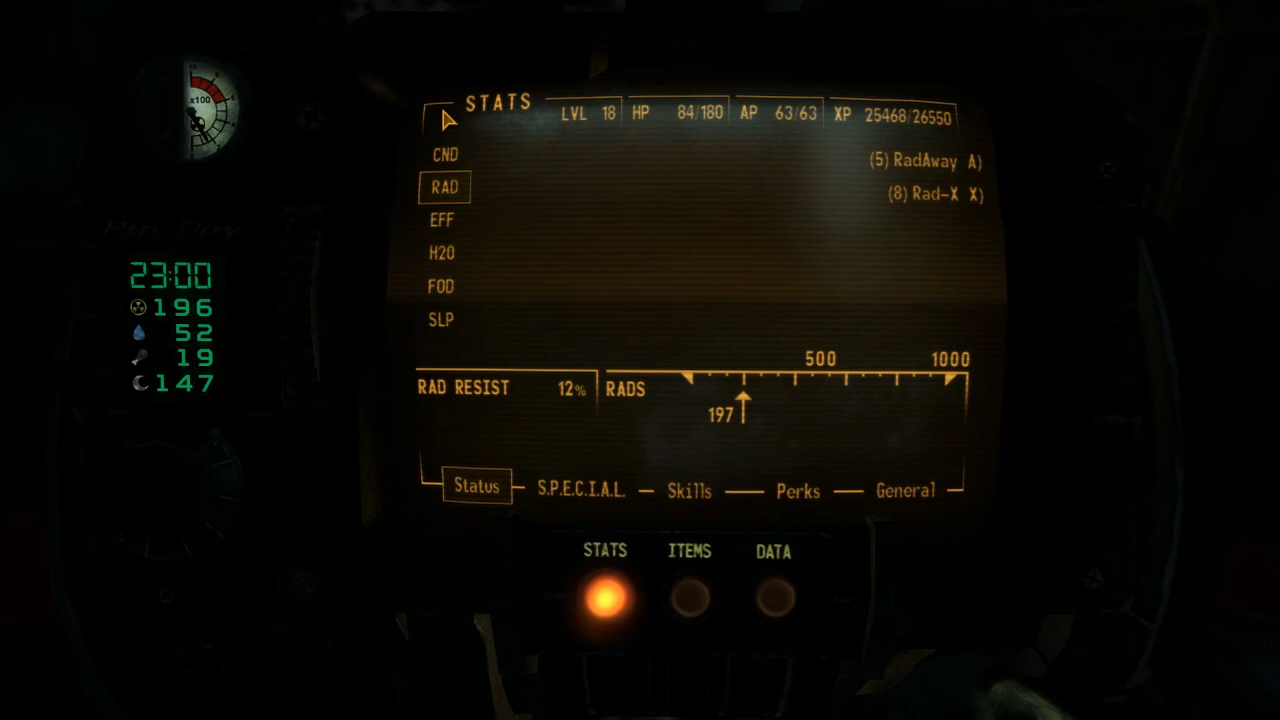 STATS LVL 18 HP 84/180 AP 63/63 XP 25468/26550
x100
CND
(5) RadAway A)
RAD
(8) Rad-X X)
EFF
H2O
FOD
SLP
Pip-Boy
23:00
196
52
19
147
500 1000
RAD RESIST 12% RADS
197
Status S.P.E.C.I.A.L. Skills Perks General
STATS ITEMS DATA